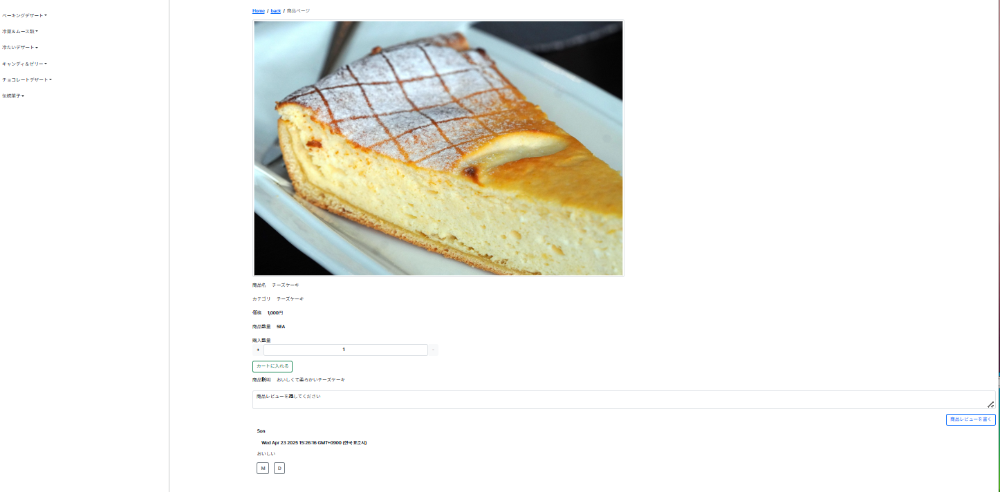 ベーキングデザート
冷菓＆ムース類
冷たいデザート
キャンディ＆ゼリー
チョコレートデザート
伝統菓子
Home / back / 商品ページ
商品名 チーズケーキ
カテゴリ チーズケーキ
価格 1,000円
商品数量 5EA
購入数量
+ 1 -
カートに入れる
商品説明 おいしくて柔らかいチーズケーキ
商品レビューを残してください
商品レビューを書く
Son
Wed Apr 23 2025 15:26:16 GMT+0900 (한국 표준시)
おいしい
M D